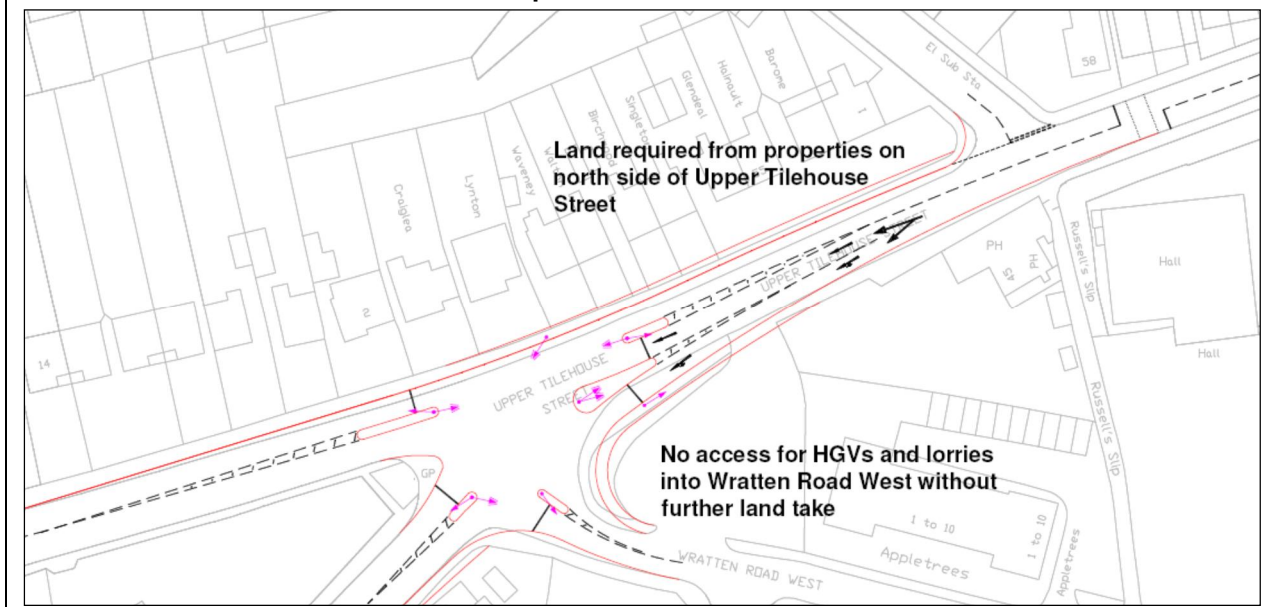 El Sub Sta
58
Barone
Hainault
Glendeal
Singleton
Birchwood
Waveney
Lynton
Craiglea
1
Land required from properties on
north side of Upper Tilehouse
Street
UPPER TILEHOUSE STREET
PH
PH
45
Russell's Slip
Hall
Hall
2
14
UPPER TILEHOUSE
STREET
Russell's Slip
GP
No access for HGVs and lorries
into Wratten Road West without
further land take
1 to 10
1 to 10
Appletrees
Appletrees
WRATTEN ROAD WEST